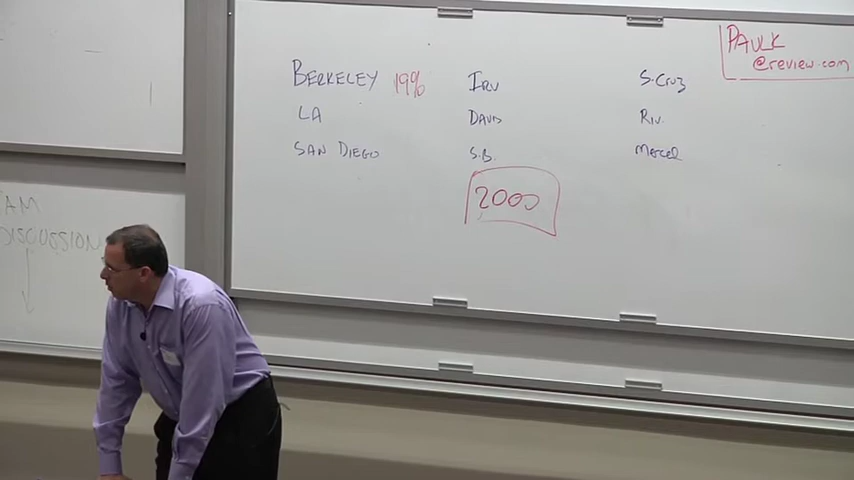 BERKELEY 19%
LA
SAN DIEGO
IRV
DAVIS
S.B.
2000
S.Cruz
RIV.
Merced
PAULK
@review.com
AM
DISCUSSION